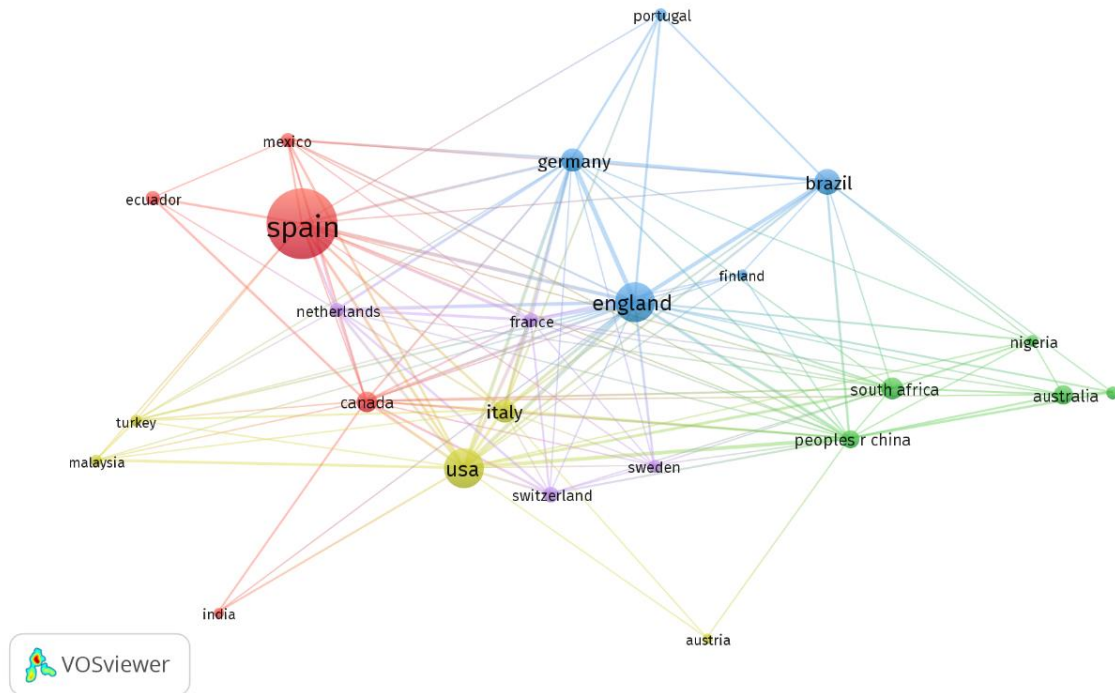 portugal
mexico
germany
brazil
ecuador
spain
finland
england
netherlands
france
nigeria
south africa
australia
canada
italy
turkey
peoples r china
malaysia
usa
sweden
switzerland
india
austria
VOSviewer